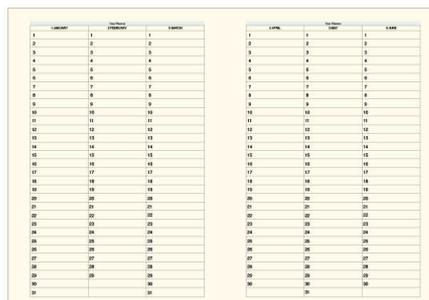 Year Planner
1 JANUARY 2 FEBRUARY 3 MARCH
1 1 1
2 2 2
3 3 3
4 4 4
5 5 5
6 6 6
7 7 7
8 8 8
9 9 9
10 10 10
11 11 11
12 12 12
13 13 13
14 14 14
15 15 15
16 16 16
17 17 17
18 18 18
19 19 19
20 20 20
21 21 21
22 22 22
23 23 23
24 24 24
25 25 25
26 26 26
27 27 27
28 28 28
29 29 29
30 30
31 31
Year Planner
4 APRIL 5 MAY 6 JUNE
1 1 1
2 2 2
3 3 3
4 4 4
5 5 5
6 6 6
7 7 7
8 8 8
9 9 9
10 10 10
11 11 11
12 12 12
13 13 13
14 14 14
15 15 15
16 16 16
17 17 17
18 18 18
19 19 19
20 20 20
21 21 21
22 22 22
23 23 23
24 24 24
25 25 25
26 26 26
27 27 27
28 28 28
29 29 29
30 30 30
31